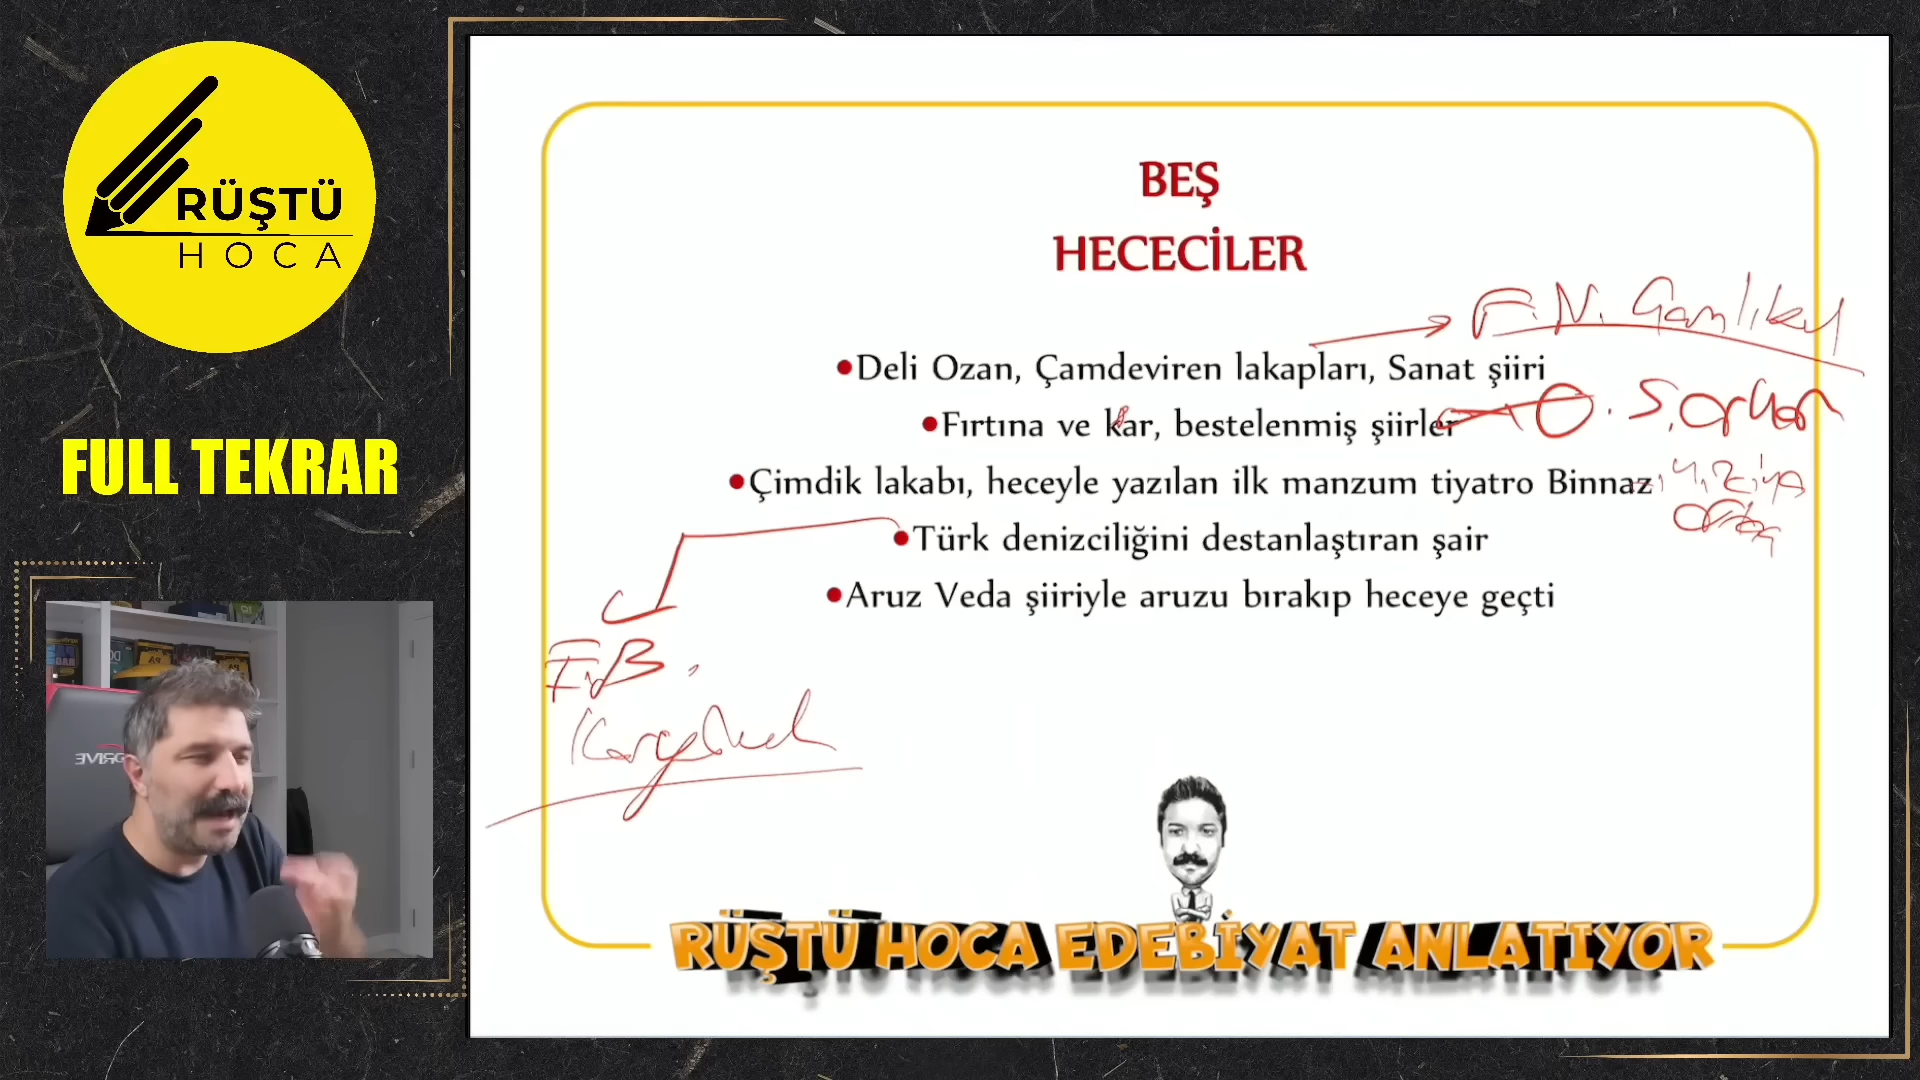 RÜŞTÜ
HOCA
FULL TEKRAR
BEŞ
HECECİLER
F. N. Çamlıbel
•Deli Ozan, Çamdeviren lakapları, Sanat şiiri
•Fırtına ve kar, bestelenmiş şiirler
O. S. Orhon
•Çimdik lakabı, heceyle yazılan ilk manzum tiyatro Binnaz
Y. Ziya
•Türk denizciliğini destanlaştıran şair
•Aruz Veda şiiriyle aruzu bırakıp heceye geçti
RÜŞTÜ HOCA EDEBİYAT ANLATIYOR